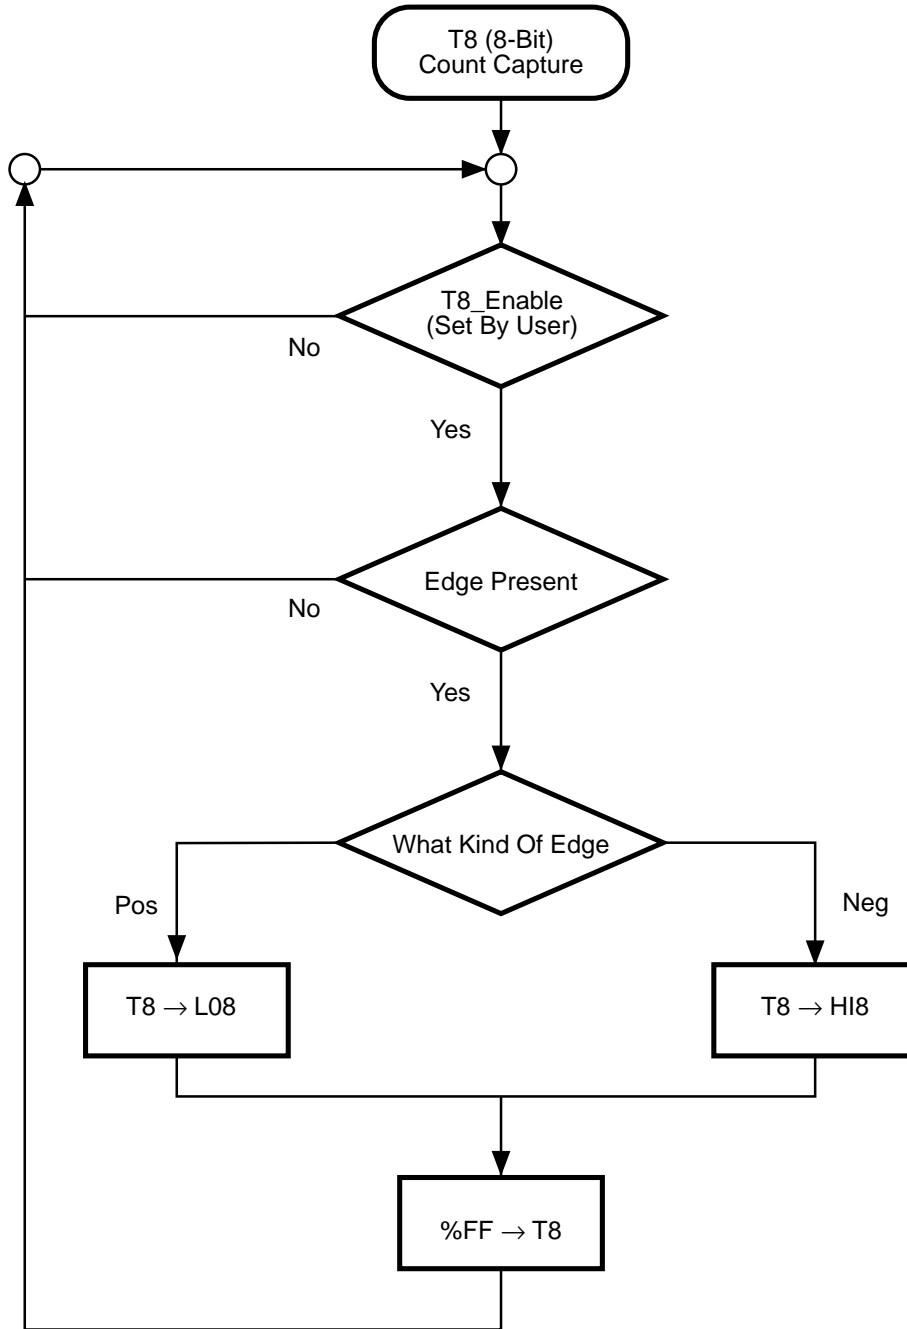 T8 (8-Bit)
Count Capture
T8_Enable
(Set By User)
No
Yes
Edge Present
No
Yes
What Kind Of Edge
Pos
Neg
T8 → L08
T8 → HI8
%FF → T8